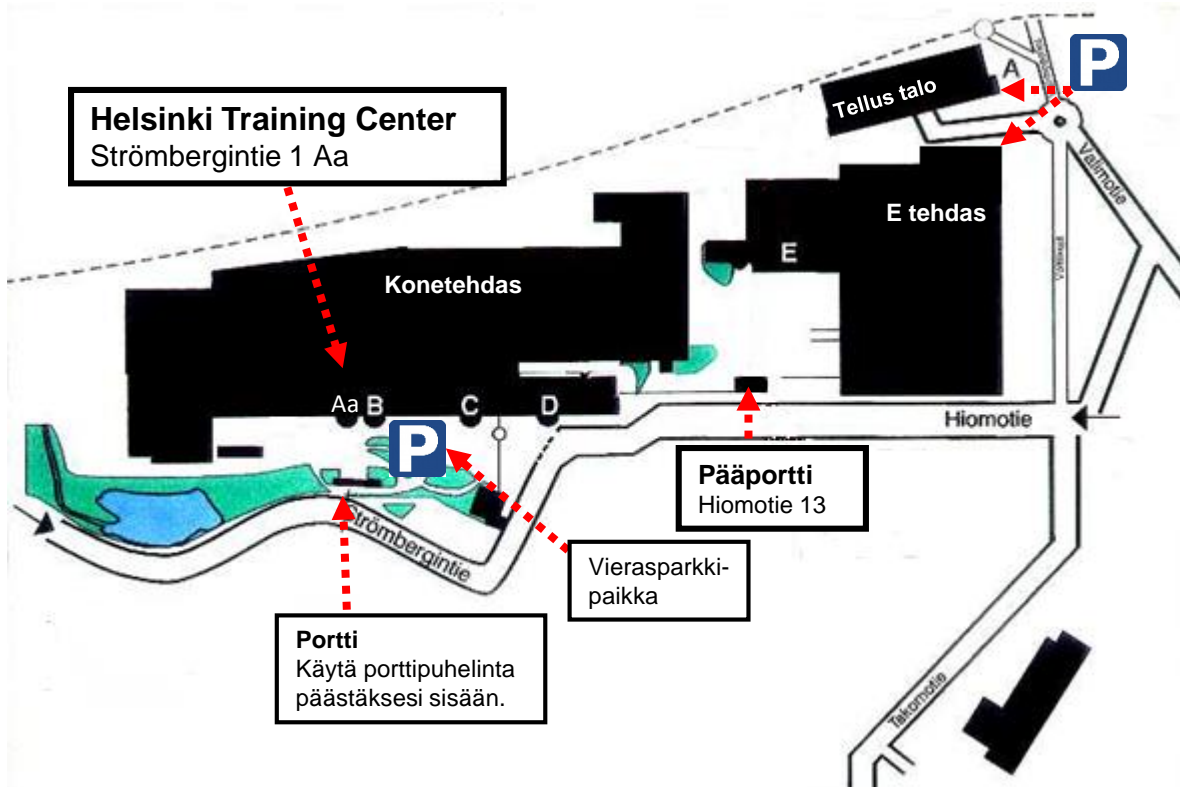 P
A
Tellus talo
Helsinki Training Center
Strömbergintie 1 Aa
Valimotie
E tehdas
E
Konetehdas
Aa
B
C
D
P
Hiomotie
Pääportti
Hiomotie 13
Strömbergintie
Vierasparkki-
paikka
Portti
Käytä porttipuhelinta
päästäksesi sisään.
Takomotie